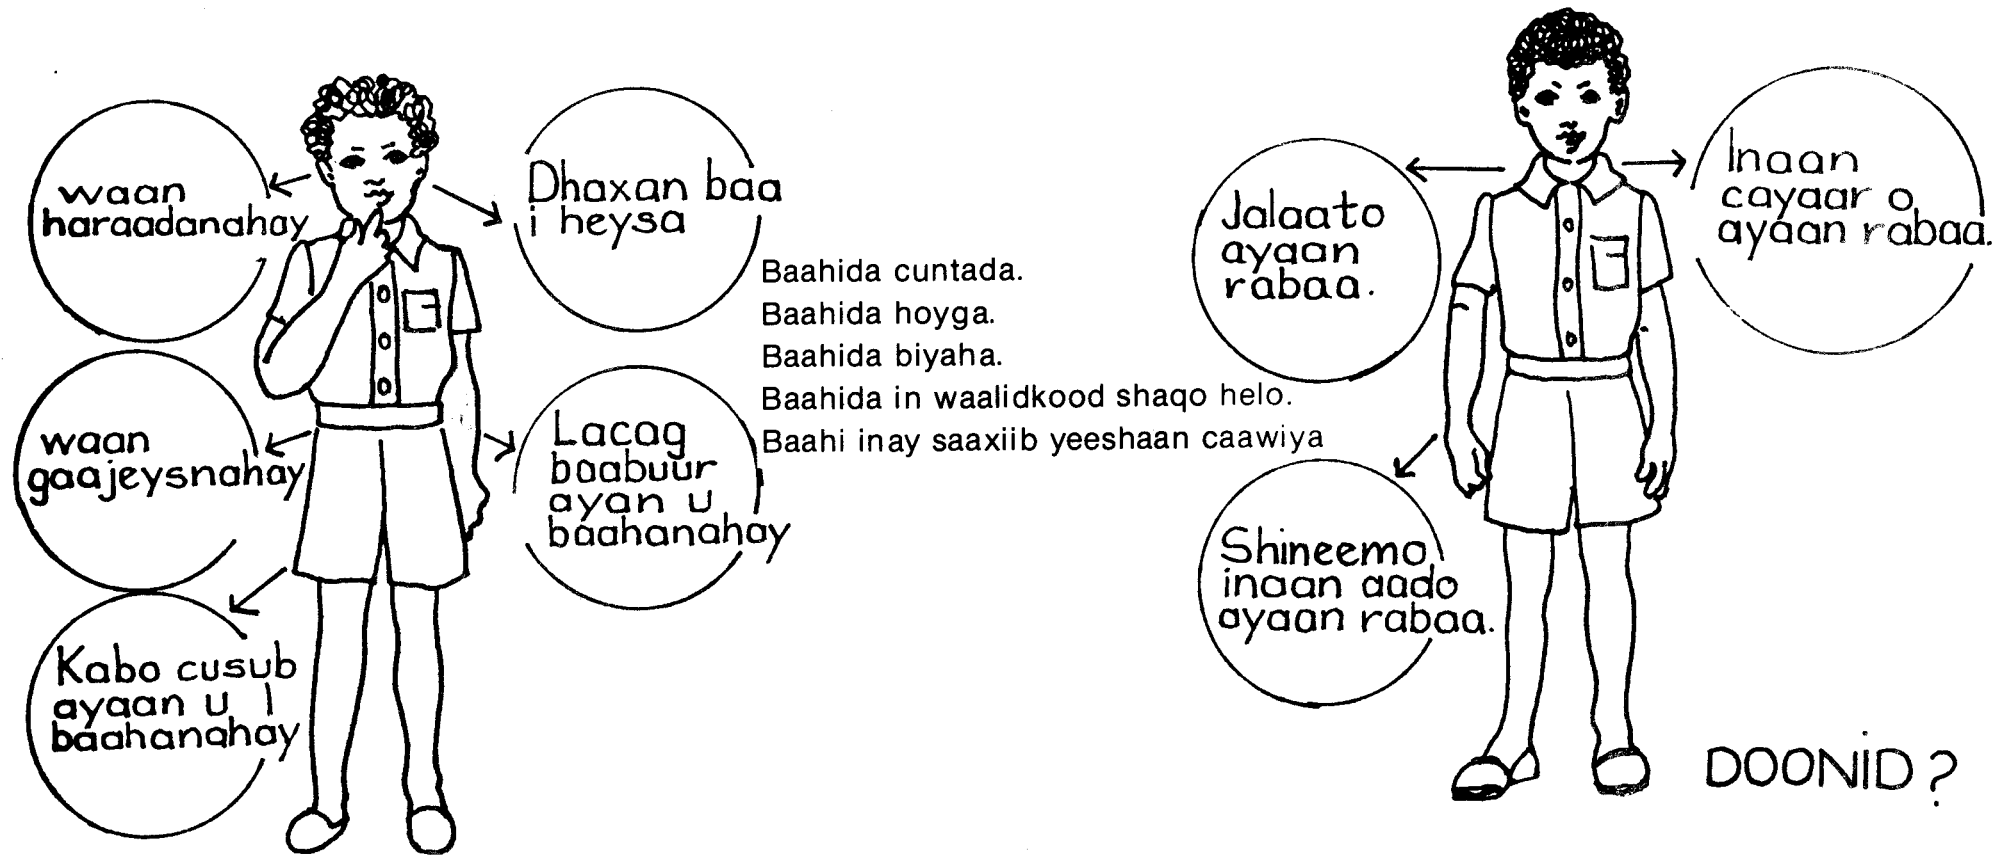 waan
haraadanahay
Dhaxan baa
i heysa
waan
gaajeysnahay
Lacag
baabuur
ayan u
baahanahay
Kabo cusub
ayaan u
baahanahay
Baahida cuntada.
Baahida hoyga.
Baahida biyaha.
Baahida in waalidkood shaqo helo.
Baahi inay saaxiib yeeshaan caawiya
Jalaato
ayaan
rabaa.
Inaan
cayaar o
ayaan rabaa.
Shineemo
inaan aado
ayaan rabaa.
DOONID ?